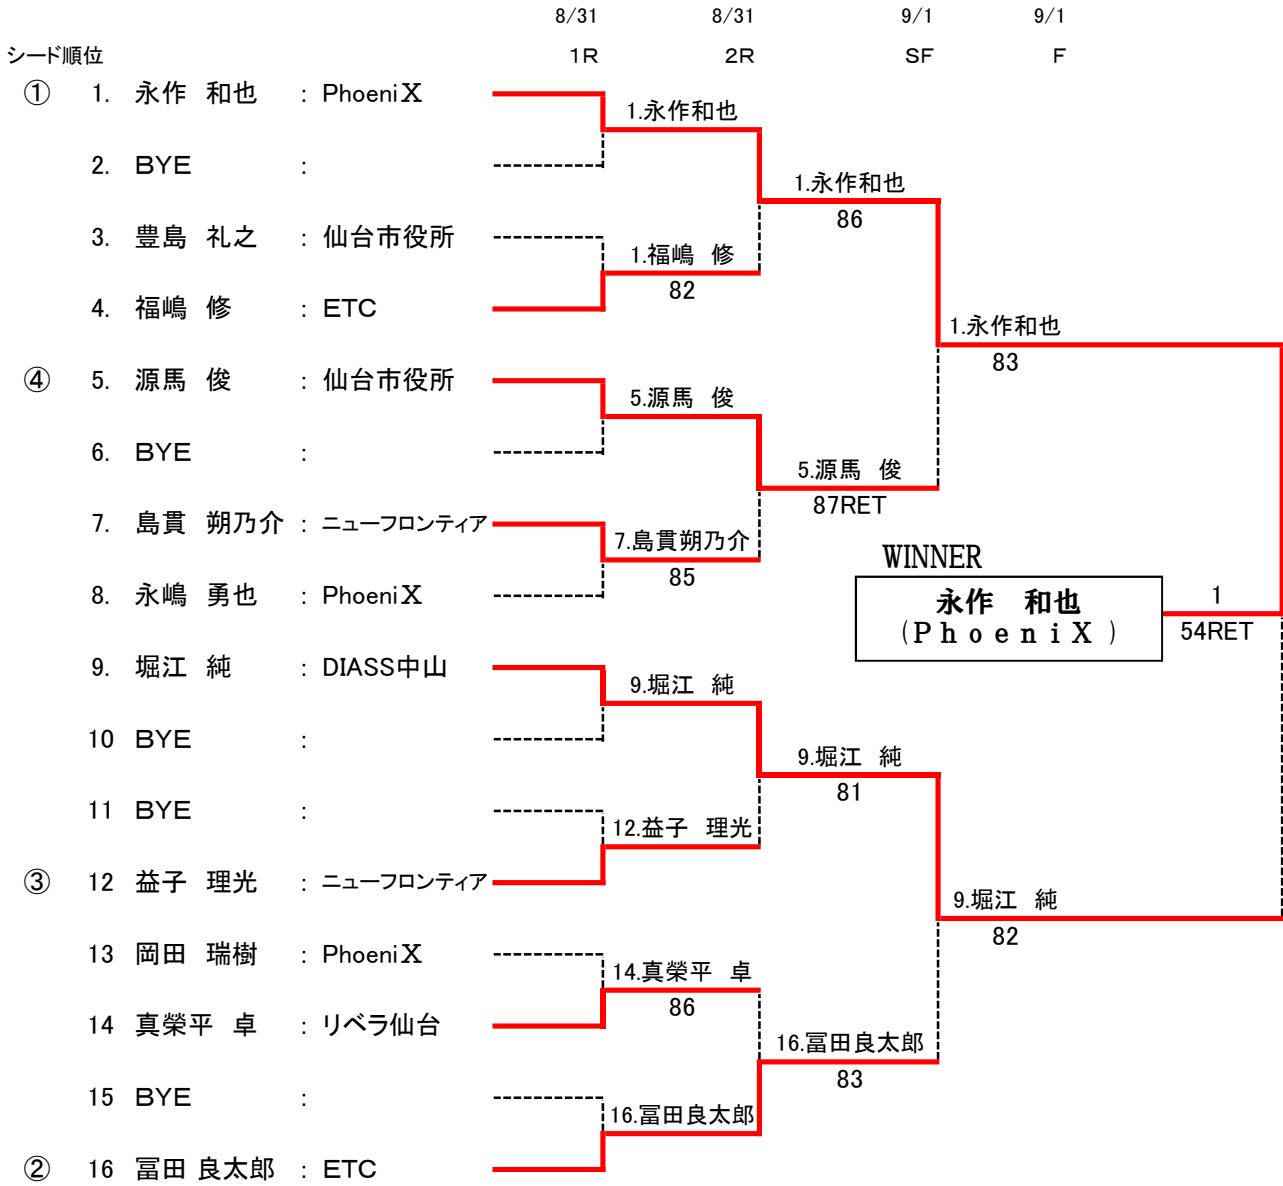 8/31 8/31 9/1 9/1
シード順位 1R 2R SF F
① 1. 永作 和也 : PhoeniX
1.永作和也
2. BYE :
1.永作和也
86
3. 豊島 礼之 : 仙台市役所
1.福嶋 修
82
4. 福嶋 修 : ETC
1.永作和也
83
④ 5. 源馬 俊 : 仙台市役所
5.源馬 俊
6. BYE :
5.源馬 俊
87RET
7. 島貫 朔乃介 : ニューフロンティア
7.島貫朔乃介
85
8. 永嶋 勇也 : PhoeniX
WINNER
永作 和也
(PhoeniX )
1
54RET
9. 堀江 純 : DIASS中山
9.堀江 純
10 BYE :
9.堀江 純
81
11 BYE :
12.益子 理光
③ 12 益子 理光 : ニューフロンティア
9.堀江 純
82
13 岡田 瑞樹 : PhoeniX
14.真榮平 卓
86
14 真榮平 卓 : リベラ仙台
16.冨田良太郎
83
15 BYE :
16.冨田良太郎
② 16 冨田 良太郎 : ETC